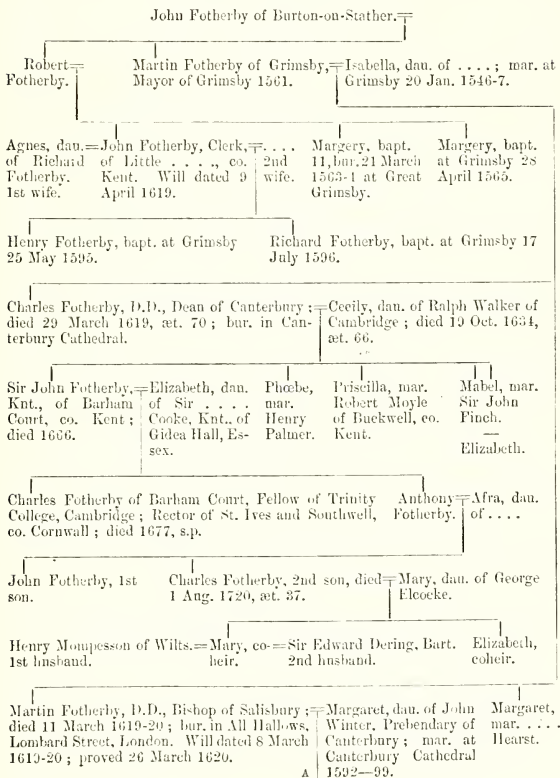 John Fotherby of Burton-on-Stather.
Robert
Fotherby.
Martin Fotherby of Grimsby,
Mayor of Grimsby 1561.
Isabella, dau. of . . . . ; mar. at
Grimsby 20 Jan. 1546-7.
Agnes, dau.
of Richard
Fotherby.
1st wife.
John Fotherby, Clerk,
of Little . . . ., co.
Kent. Will dated 9
April 1619.
. . . .
2nd
wife.
Margery, bapt.
11, bur. 21 March
1563-4 at Great
Grimsby.
Margery, bapt.
at Grimsby 28
April 1565.
Henry Fotherby, bapt. at Grimsby
25 May 1595.
Richard Fotherby, bapt. at Grimsby 17
July 1596.
Charles Fotherby, D.D., Dean of Canterbury ;
died 29 March 1619, æt. 70 ; bur. in Can-
terbury Cathedral.
Cecily, dau. of Ralph Walker of
Cambridge ; died 19 Oct. 1634,
æt. 66.
Sir John Fotherby,
Knt., of Barham
Court, co. Kent ;
died 1666.
Elizabeth, dau.
of Sir . . . .
Cooke, Knt., of
Gidea Hall, Es-
sex.
Phœbe,
mar.
Henry
Palmer.
Priscilla, mar.
Robert Moyle
of Buckwell, co.
Kent.
Mabel, mar.
Sir John
Finch.
—
Elizabeth.
Charles Fotherby of Barham Court, Fellow of Trinity
College, Cambridge ; Rector of St. Ives and Southwell,
co. Cornwall ; died 1677, s.p.
Anthony
Fotherby.
Afra, dau.
of . . . .
John Fotherby, 1st
son.
Charles Fotherby, 2nd son, died
1 Aug. 1720, æt. 37.
Mary, dau. of George
Elcocke.
Henry Mompesson of Wilts.
1st husband.
Mary, co-
heir.
Sir Edward Dering, Bart.
2nd husband.
Elizabeth,
coheir.
Martin Fotherby, D.D., Bishop of Salisbury ;
died 11 March 1619-20 ; bur. in All Hallows,
Lombard Street, London. Will dated 8 March
1619-20 ; proved 26 March 1620.
Margaret, dau. of John
Winter, Prebendary of
Canterbury ; mar. at
Canterbury Cathedral
1592—99.
Margaret,
mar. . . . .
Hearst.
A